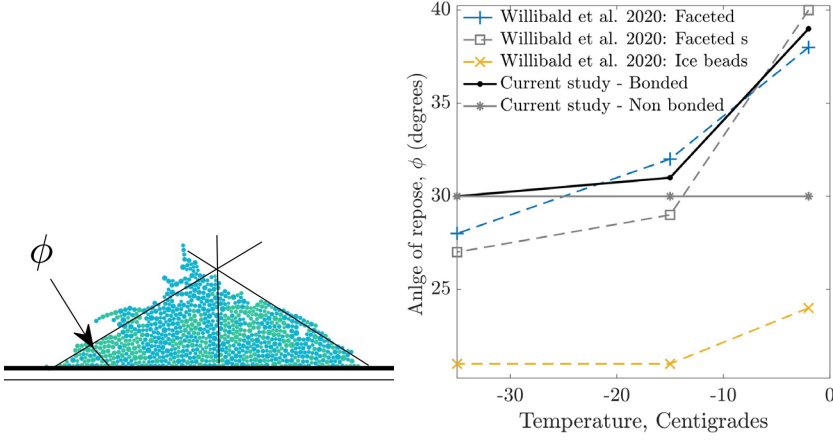 ϕ
Willibald et al. 2020: Faceted
Willibald et al. 2020: Faceted s
Willibald et al. 2020: Ice beads
Current study - Bonded
Current study - Non bonded
40
35
30
25
Anlge of repose, ϕ (degrees)
-30 -20 -10 0
Temperature, Centigrades